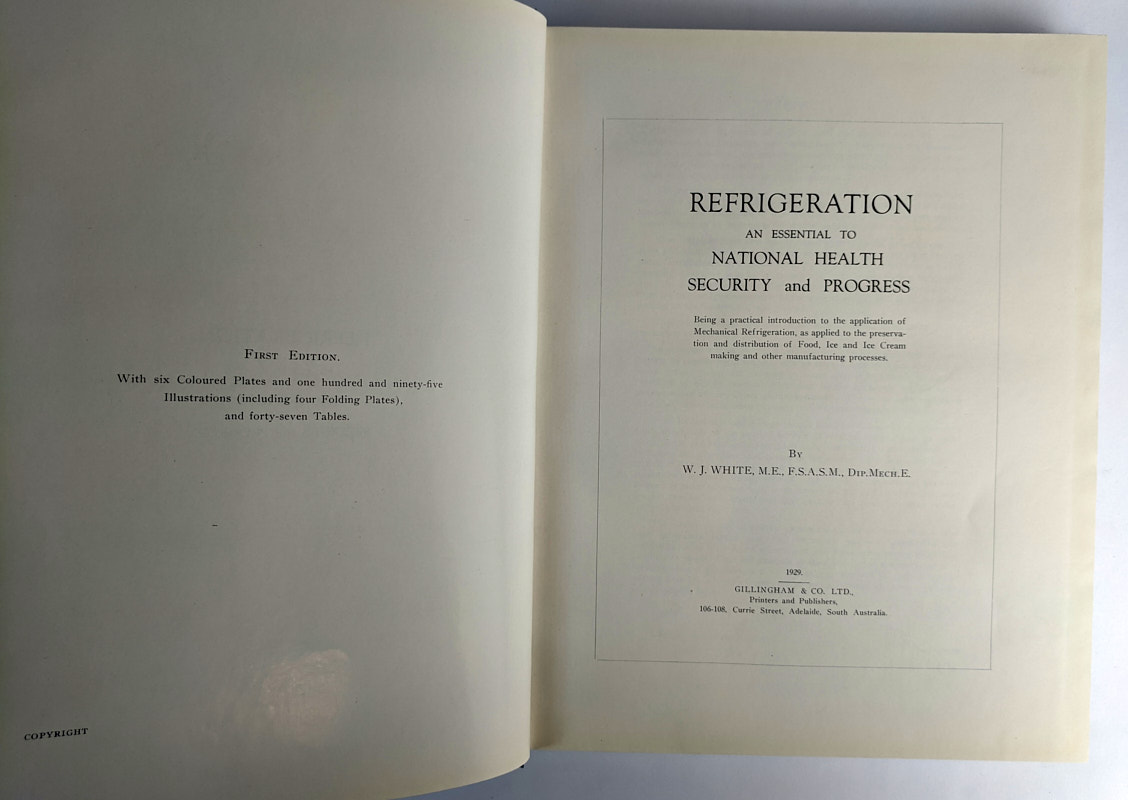 First Edition.
With six Coloured Plates and one hundred and ninety-five
Illustrations (including four Folding Plates),
and forty-seven Tables.
COPYRIGHT
REFRIGERATION
AN ESSENTIAL TO
NATIONAL HEALTH
SECURITY and PROGRESS
Being a practical introduction to the application of
Mechanical Refrigeration, as applied to the preserva-
tion and distribution of Food, Ice and Ice Cream
making and other manufacturing processes.
By
W. J. WHITE, M.E., F.S.A.S.M., Dip.Mech.E.
1929.
GILLINGHAM & CO. LTD.,
Printers and Publishers,
106-108, Currie Street, Adelaide, South Australia.